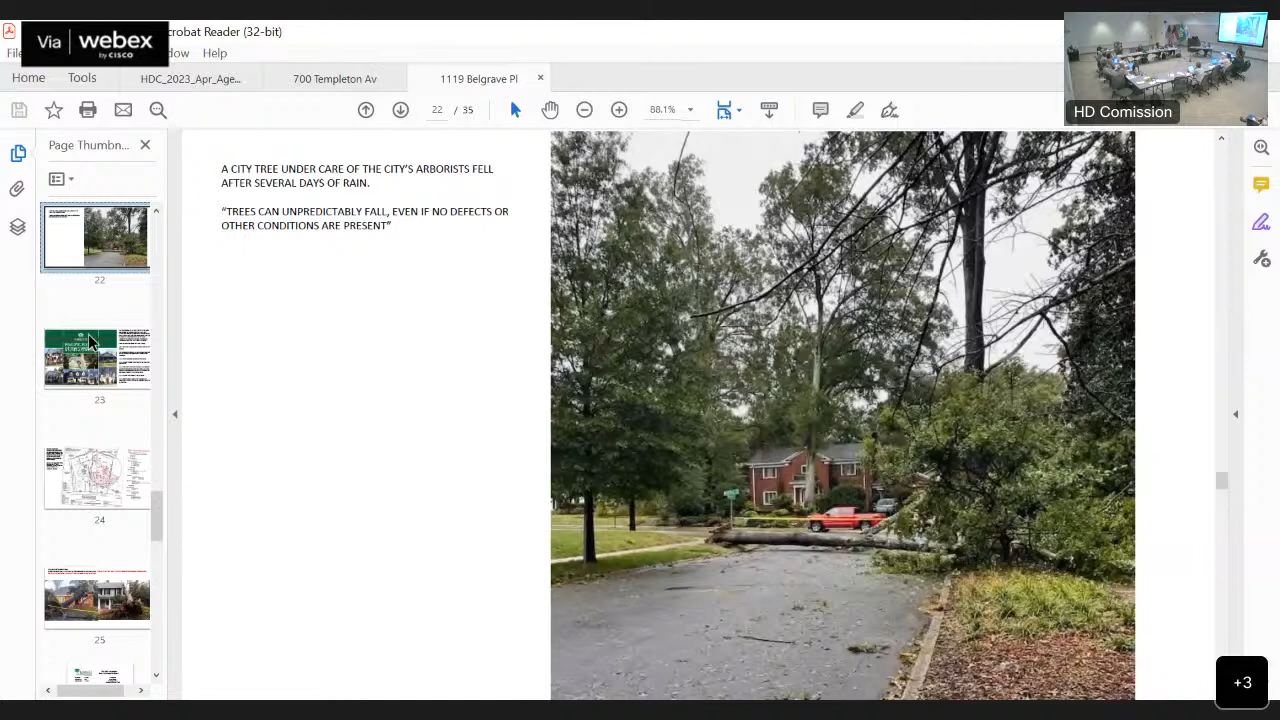 Via webex
by CISCO
crobat Reader (32-bit)
dow Help
Home Tools HDC_2023_Apr_Age... 700 Templeton Av 1119 Belgrave Pl
22 / 35 88.1%
HD Comission
Page Thumbn...
A CITY TREE UNDER CARE OF THE CITY'S ARBORISTS FELL
AFTER SEVERAL DAYS OF RAIN.
“TREES CAN UNPREDICTABLY FALL, EVEN IF NO DEFECTS OR
OTHER CONDITIONS ARE PRESENT”
22
23
24
25
+3